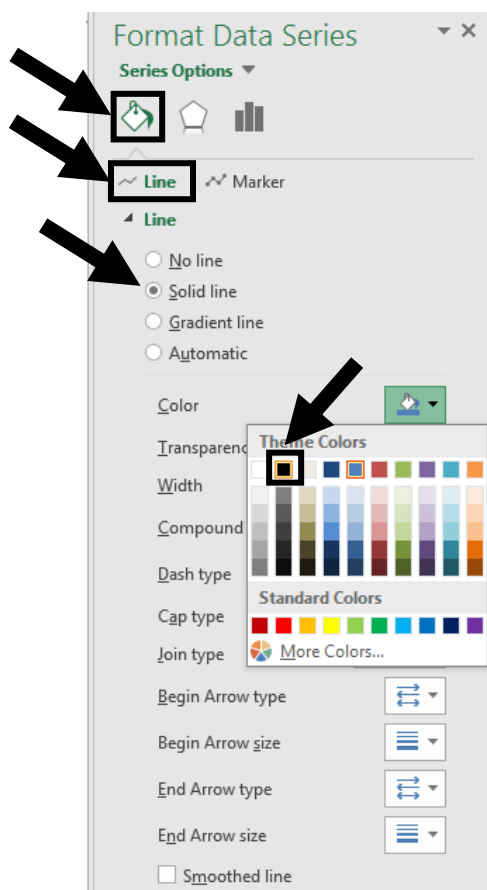 Format Data Series
Series Options
Line Marker
Line
No line
Solid line
Gradient line
Automatic
Color
Theme Colors
Transparenc
Width
Compound
Dash type
Standard Colors
Cap type
More Colors...
Join type
Begin Arrow type
Begin Arrow size
End Arrow type
End Arrow size
Smoothed line